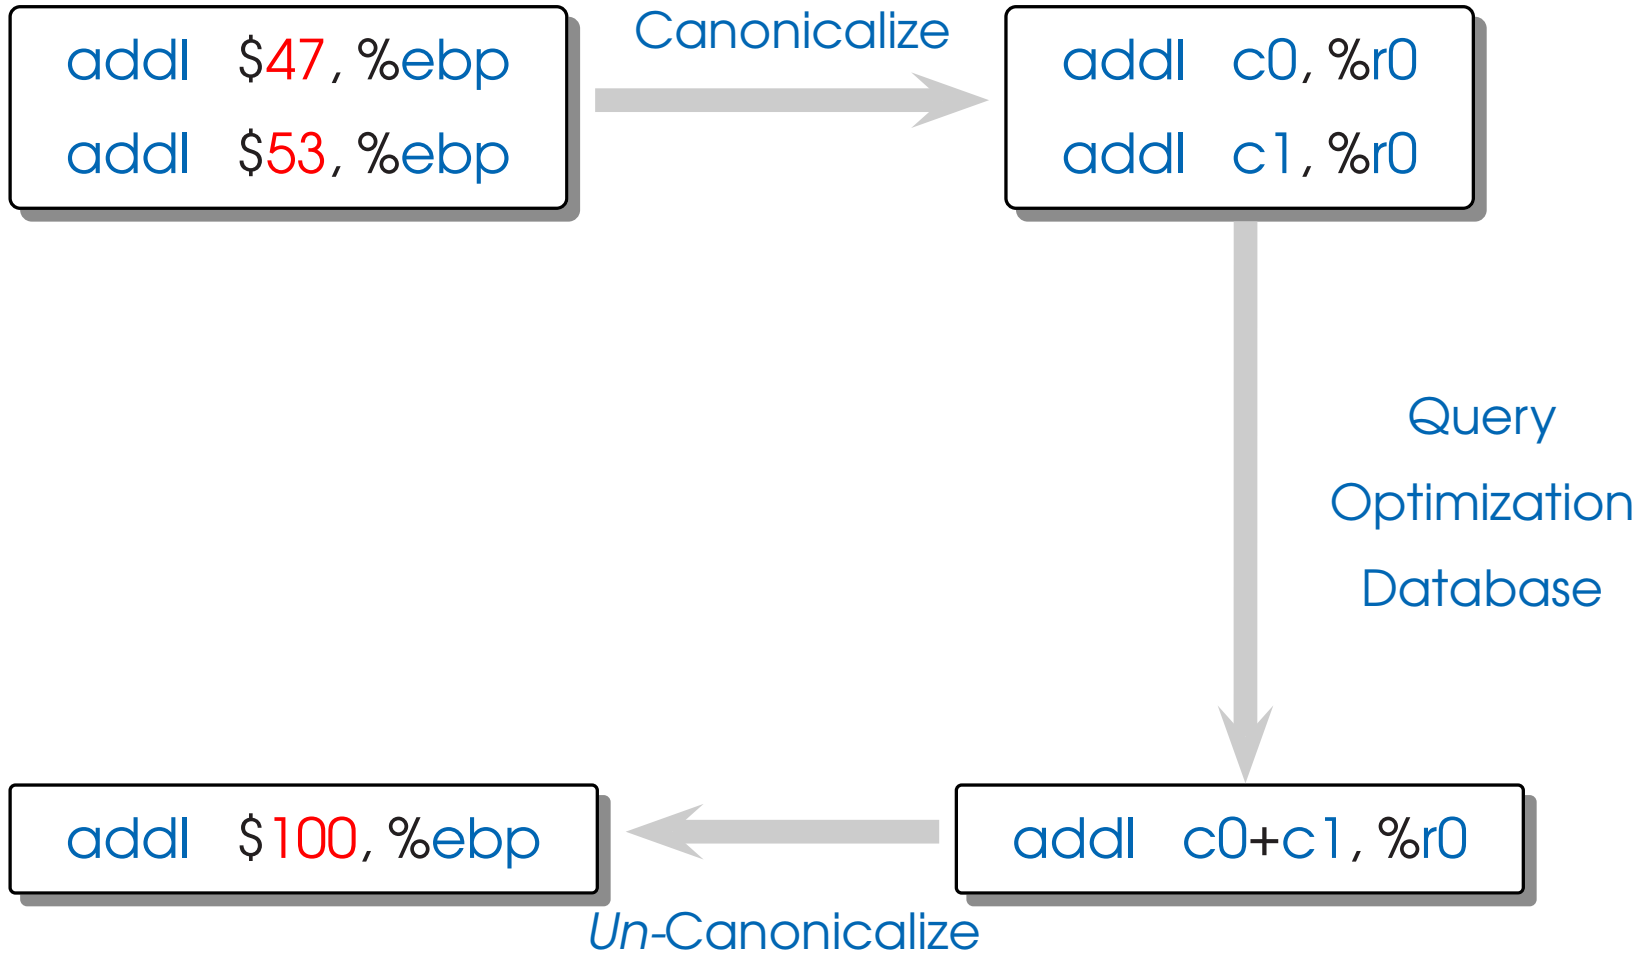 addl $47, %ebp
addl $53, %ebp
Canonicalize
addl c0, %r0
addl c1, %r0
Query
Optimization
Database
addl c0+c1, %r0
Un-Canonicalize
addl $100, %ebp